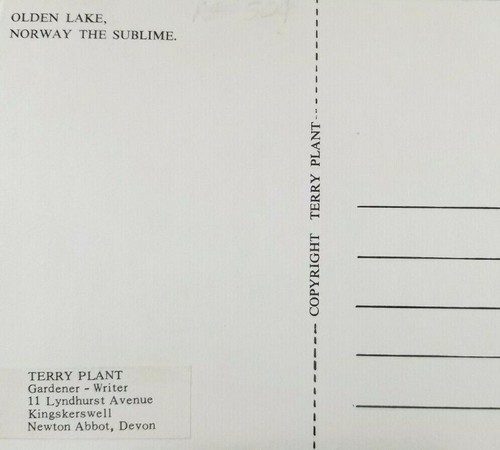 OLDEN LAKE,
NORWAY THE SUBLIME.
COPYRIGHT TERRY PLANT
TERRY PLANT
Gardener - Writer
11 Lyndhurst Avenue
Kingskerswell
Newton Abbot, Devon